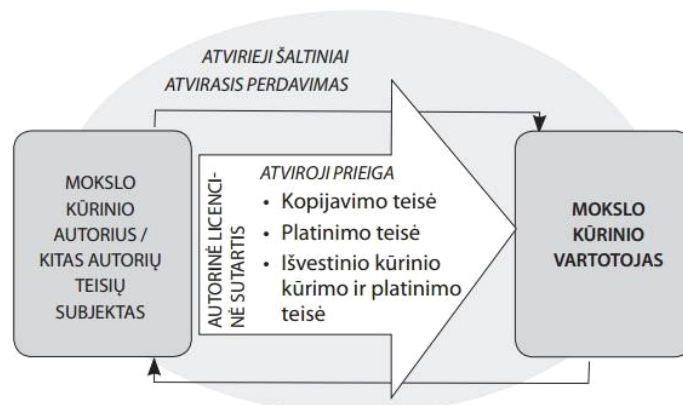 ATVIRIEJI ŠALTINIAI
ATVIRASIS PERDAVIMAS
MOKSLO
KŪRINIO
AUTORIUS /
KITAS AUTORIŲ
TEISIŲ
SUBJEKTAS
AUTORINĖ LICENCI-
NĖ SUTARTIS
ATVIROJI PRIEIGA
• Kopijavimo teisė
• Platinimo teisė
• Išvestinio kūrinio
kūrimo ir platinimo
teisė
MOKSLO
KŪRINIO
VARTOTOJAS